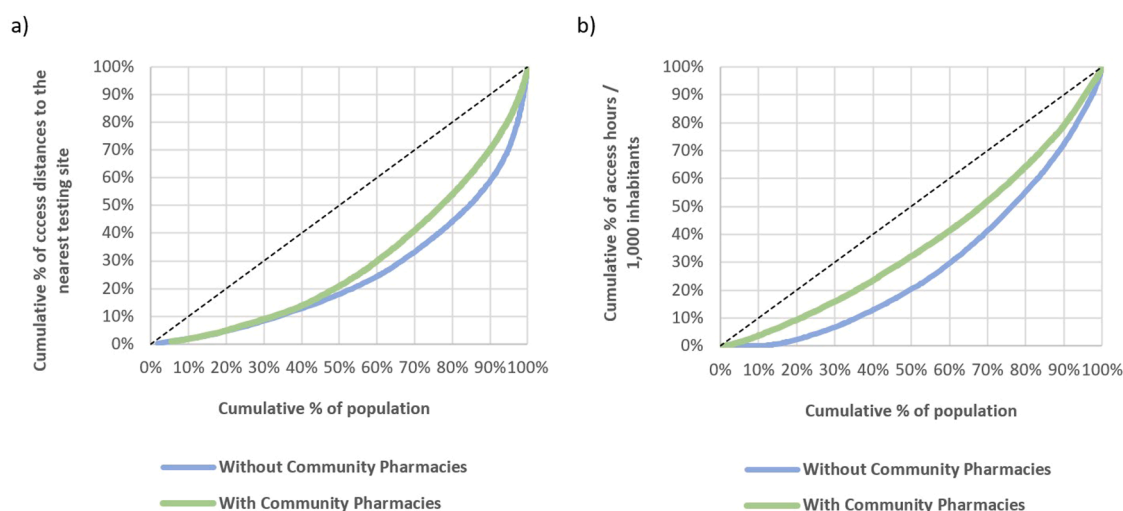 a)
Cumulative % of cccess distances to the
nearest testing site
100%
90%
80%
70%
60%
50%
40%
30%
20%
10%
0%
0% 10% 20% 30% 40% 50% 60% 70% 80% 90% 100%
Cumulative % of population
Without Community Pharmacies
With Community Pharmacies
b)
Cumulative % of access hours /
1,000 inhabitants
100%
90%
80%
70%
60%
50%
40%
30%
20%
10%
0%
0% 10% 20% 30% 40% 50% 60% 70% 80% 90% 100%
Cumulative % of population
Without Community Pharmacies
With Community Pharmacies